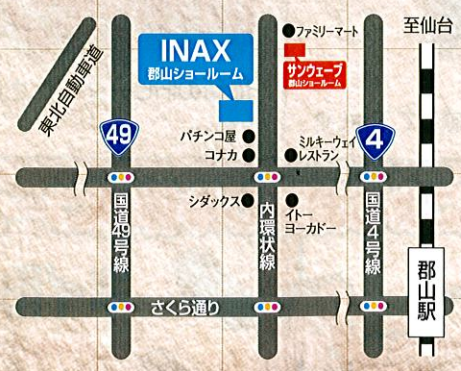 ファミリーマート
至仙台
INAX
郡山ショールーム
サンウェーブ
郡山ショールーム
東北自動車道
49
パチンコ屋
コナカ
ミルキーウェイ
レストラン
4
シダックス
イトー
ヨーカドー
国道49号線
内環状線
国道4号線
郡山駅
さくら通り